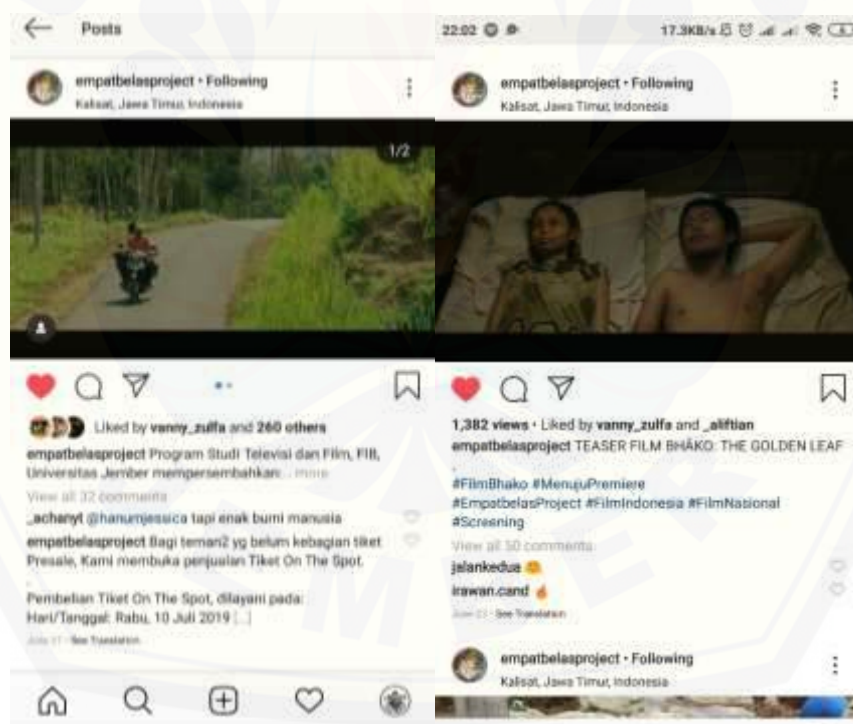 Posts
empatbelasproject • Following
Kalisat, Jawa Timur, Indonesia
1/2
Liked by vanny_zulfa and 260 others
empatbelasproject Program Studi Televisi dan Film, FIB,
Universitas Jember mempersembahkan: ... more
View all 32 comments
_achanyt @hanumjessica tapi enak bumi manusia
empatbelasproject Bagi teman2 yg belum kebagian tiket
Presale, Kami membuka penjualan Tiket On The Spot.
.
Pembelian Tiket On The Spot, dilayani pada:
Hari/Tanggal: Rabu, 10 Juli 2019 [...]
See Translation
22:02
17.3KB/s
empatbelasproject • Following
Kalisat, Jawa Timur, Indonesia
1,382 views • Liked by vanny_zulfa and _aliftian
empatbelasproject TEASER FILM BHÂKO: THE GOLDEN LEAF
.
#FilmBhako #MenujuPremiere
#EmpatbelasProject #FilmIndonesia #FilmNasional
#Screening
View all 50 comments
jalankedua
irawan.cand
See Translation
empatbelasproject • Following
Kalisat, Jawa Timur, Indonesia